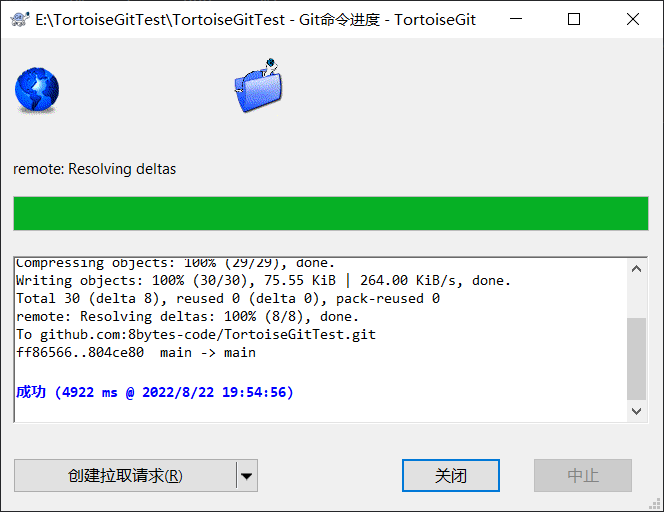 E:\TortoiseGitTest\TortoiseGitTest - Git命令进度 - TortoiseGit
remote: Resolving deltas
Compressing objects: 100% (29/29), done.
Writing objects: 100% (30/30), 75.55 KiB | 264.00 KiB/s, done.
Total 30 (delta 8), reused 0 (delta 0), pack-reused 0
remote: Resolving deltas: 100% (8/8), done.
To github.com:8bytes-code/TortoiseGitTest.git
ff86566..804ce80  main -> main
成功 (4922 ms @ 2022/8/22 19:54:56)
创建拉取请求(R)
关闭
中止